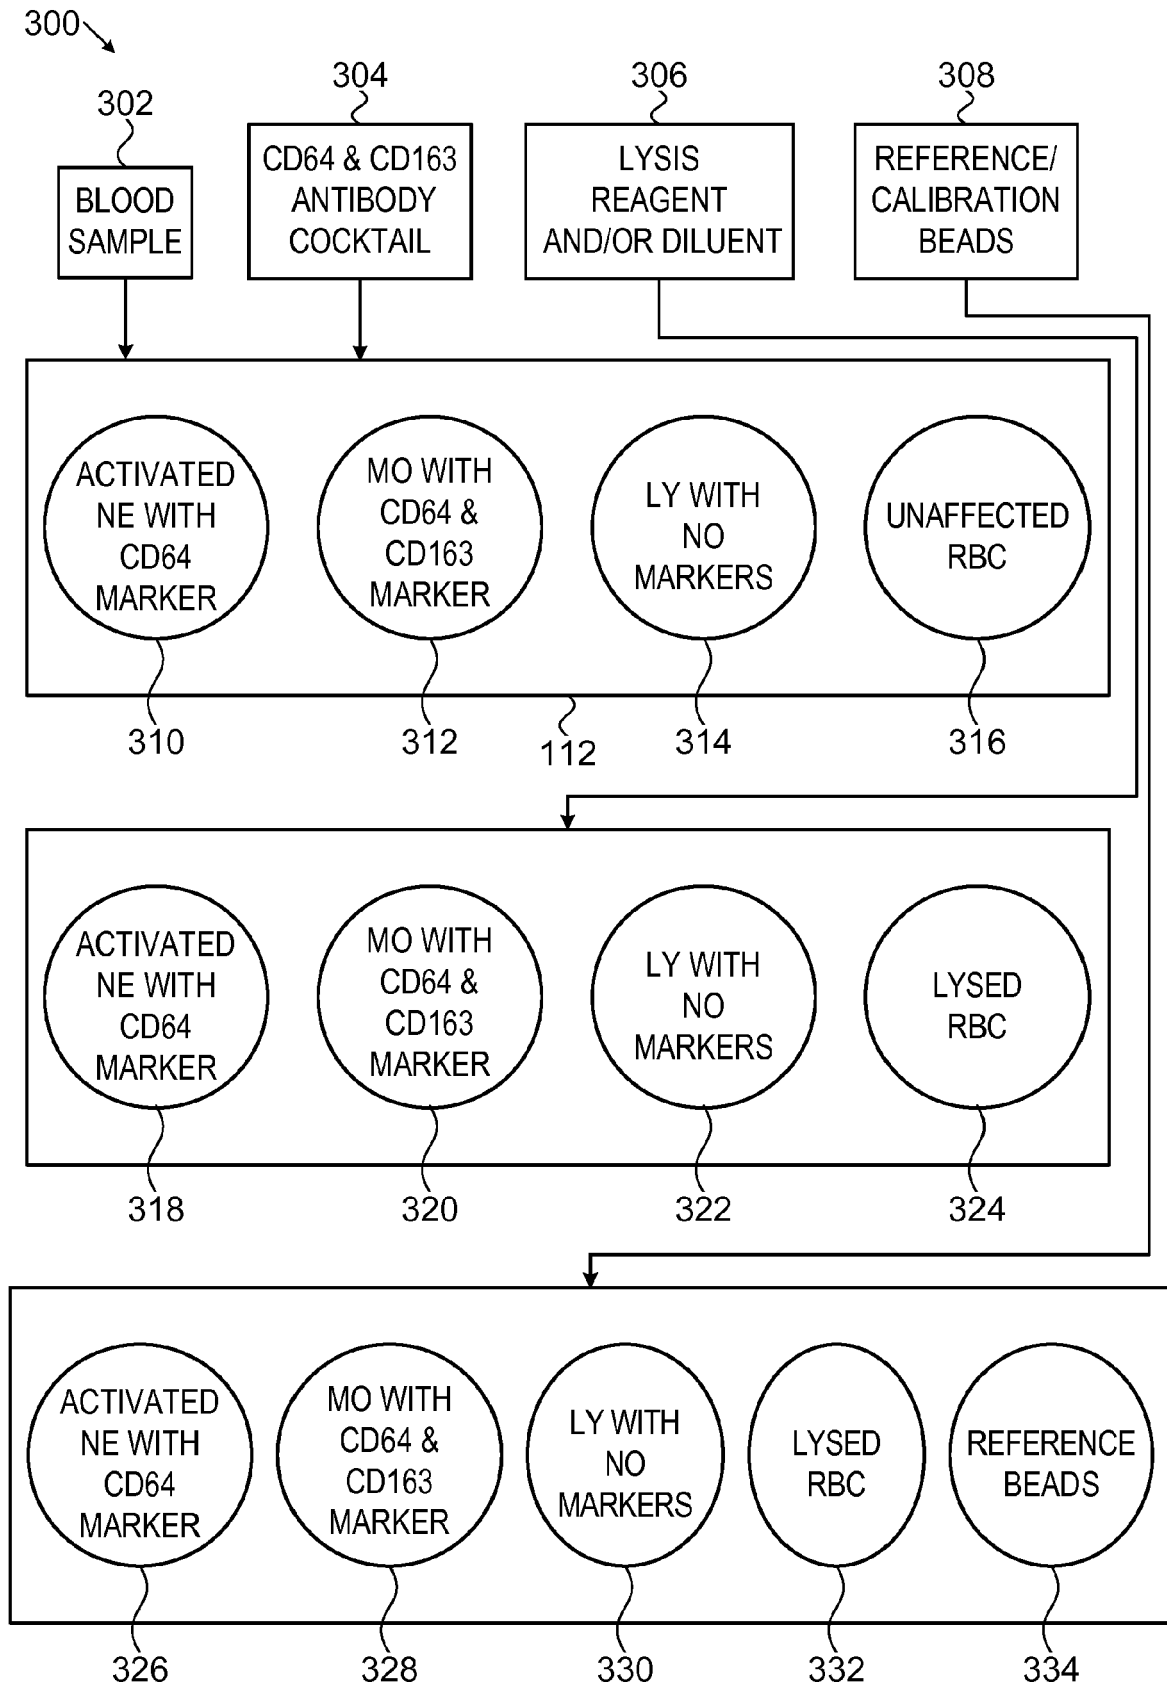 300
302
304
306
308
BLOOD
SAMPLE
CD64 & CD163
ANTIBODY
COCKTAIL
LYSIS
REAGENT
AND/OR DILUENT
REFERENCE/
CALIBRATION
BEADS
ACTIVATED
NE WITH
CD64
MARKER
MO WITH
CD64 &
CD163
MARKER
LY WITH
NO
MARKERS
UNAFFECTED
RBC
310
312
112
314
316
ACTIVATED
NE WITH
CD64
MARKER
MO WITH
CD64 &
CD163
MARKER
LY WITH
NO
MARKERS
LYSED
RBC
318
320
322
324
ACTIVATED
NE WITH
CD64
MARKER
MO WITH
CD64 &
CD163
MARKER
LY WITH
NO
MARKERS
LYSED
RBC
REFERENCE
BEADS
326
328
330
332
334